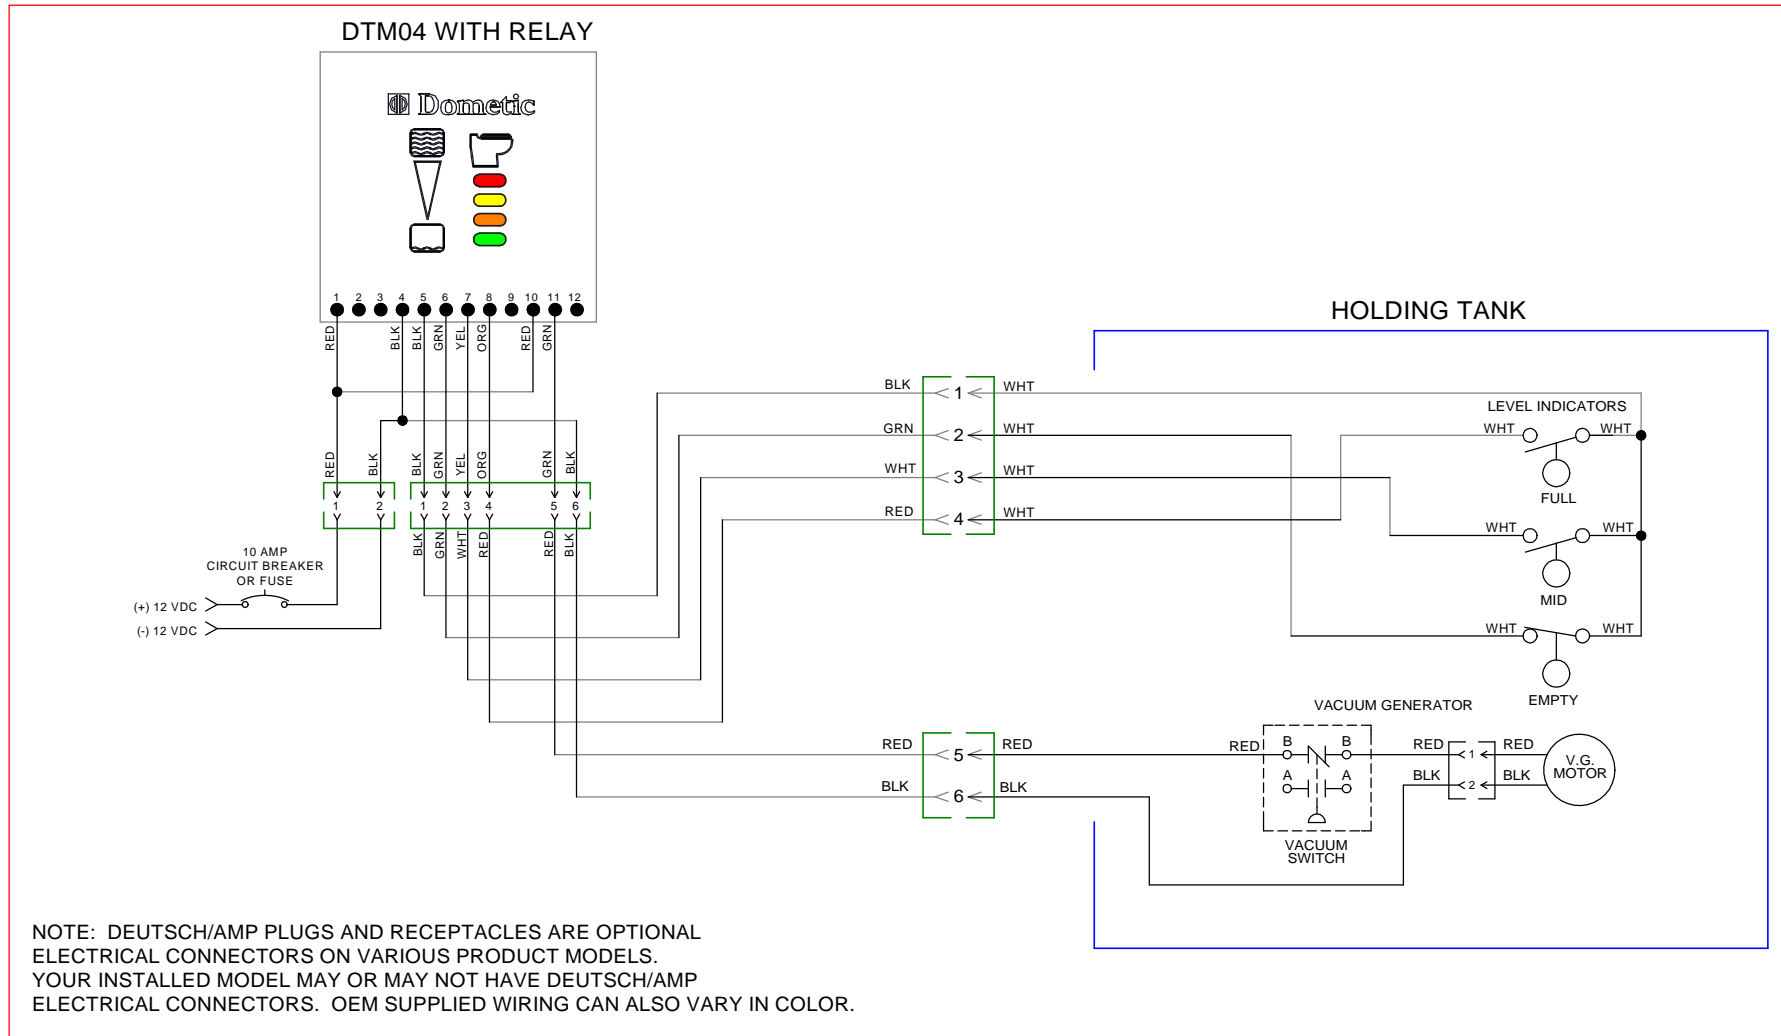 DTM04 WITH RELAY
Dometic
1 2 3 4 5 6 7 8 9 10 11 12
RED BLK BLK GRN YEL ORG RED GRN
RED BLK BLK GRN YEL ORG GRN BLK
1 2 1 2 3 4 5 6
BLK GRN WHT RED RED BLK
10 AMP
CIRCUIT BREAKER
OR FUSE
(+) 12 VDC
(-) 12 VDC
HOLDING TANK
BLK 1 WHT
GRN 2 WHT
WHT 3 WHT
RED 4 WHT
LEVEL INDICATORS
WHT WHT
FULL
WHT WHT
MID
WHT WHT
EMPTY
VACUUM GENERATOR
RED 5 RED
BLK 6 BLK
RED B B RED 1 RED
A A BLK 2 BLK
V.G.
MOTOR
VACUUM
SWITCH
NOTE: DEUTSCH/AMP PLUGS AND RECEPTACLES ARE OPTIONAL
ELECTRICAL CONNECTORS ON VARIOUS PRODUCT MODELS.
YOUR INSTALLED MODEL MAY OR MAY NOT HAVE DEUTSCH/AMP
ELECTRICAL CONNECTORS. OEM SUPPLIED WIRING CAN ALSO VARY IN COLOR.